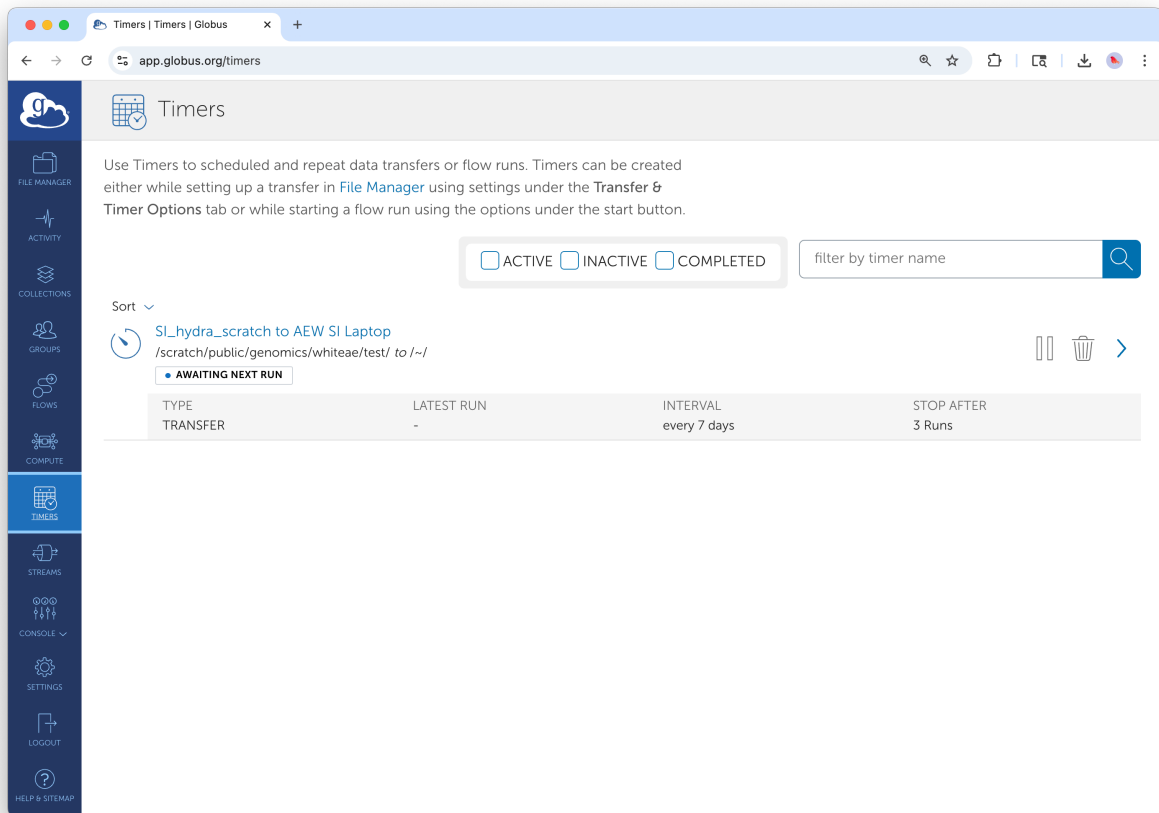 Timers | Timers | Globus
app.globus.org/timers
g
Timers
FILE MANAGER
ACTIVITY
COLLECTIONS
GROUPS
FLOWS
COMPUTE
TIMERS
STREAMS
CONSOLE
SETTINGS
LOGOUT
HELP & SITEMAP
Use Timers to scheduled and repeat data transfers or flow runs. Timers can be created
either while setting up a transfer in File Manager using settings under the Transfer &
Timer Options tab or while starting a flow run using the options under the start button.
ACTIVE INACTIVE COMPLETED
filter by timer name
Sort
SI_hydra_scratch to AEW SI Laptop
/scratch/public/genomics/whiteae/test/ to /~/
AWAITING NEXT RUN
TYPE LATEST RUN INTERVAL STOP AFTER
TRANSFER - every 7 days 3 Runs